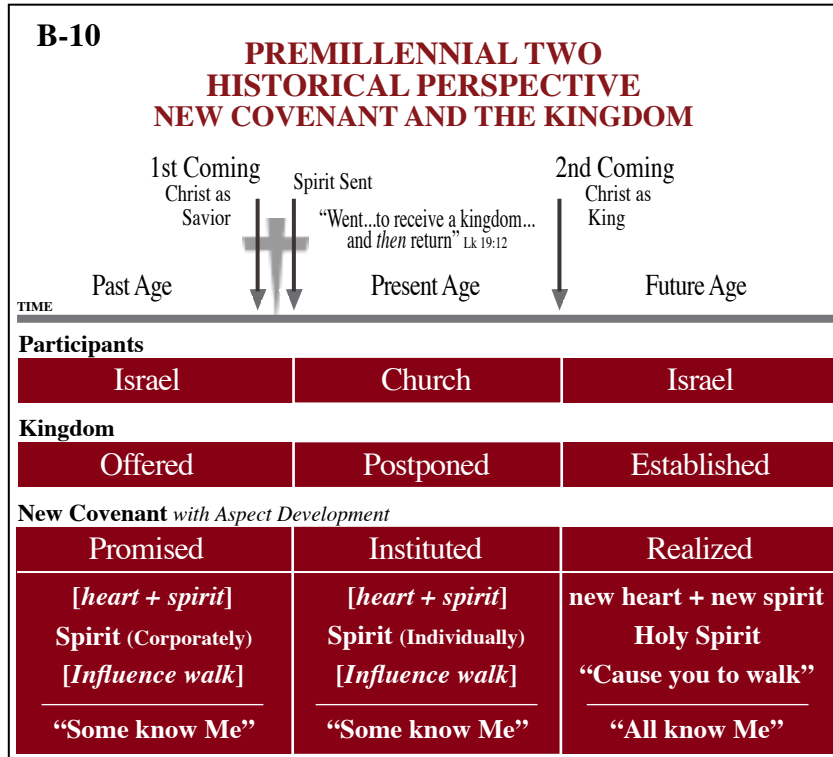 B-10
PREMILLENNIAL TWO
HISTORICAL PERSPECTIVE
NEW COVENANT AND THE KINGDOM
1st Coming
Christ as
Savior
Spirit Sent
“Went...to receive a kingdom...
and then return” Lk 19:12
2nd Coming
Christ as
King
Past Age
Present Age
Future Age
TIME
Participants
Israel
Church
Israel
Kingdom
Offered
Postponed
Established
New Covenant with Aspect Development
Promised
Instituted
Realized
[heart + spirit]
[heart + spirit]
new heart + new spirit
Spirit (Corporately)
Spirit (Individually)
Holy Spirit
[Influence walk]
[Influence walk]
“Cause you to walk”
“Some know Me”
“Some know Me”
“All know Me”